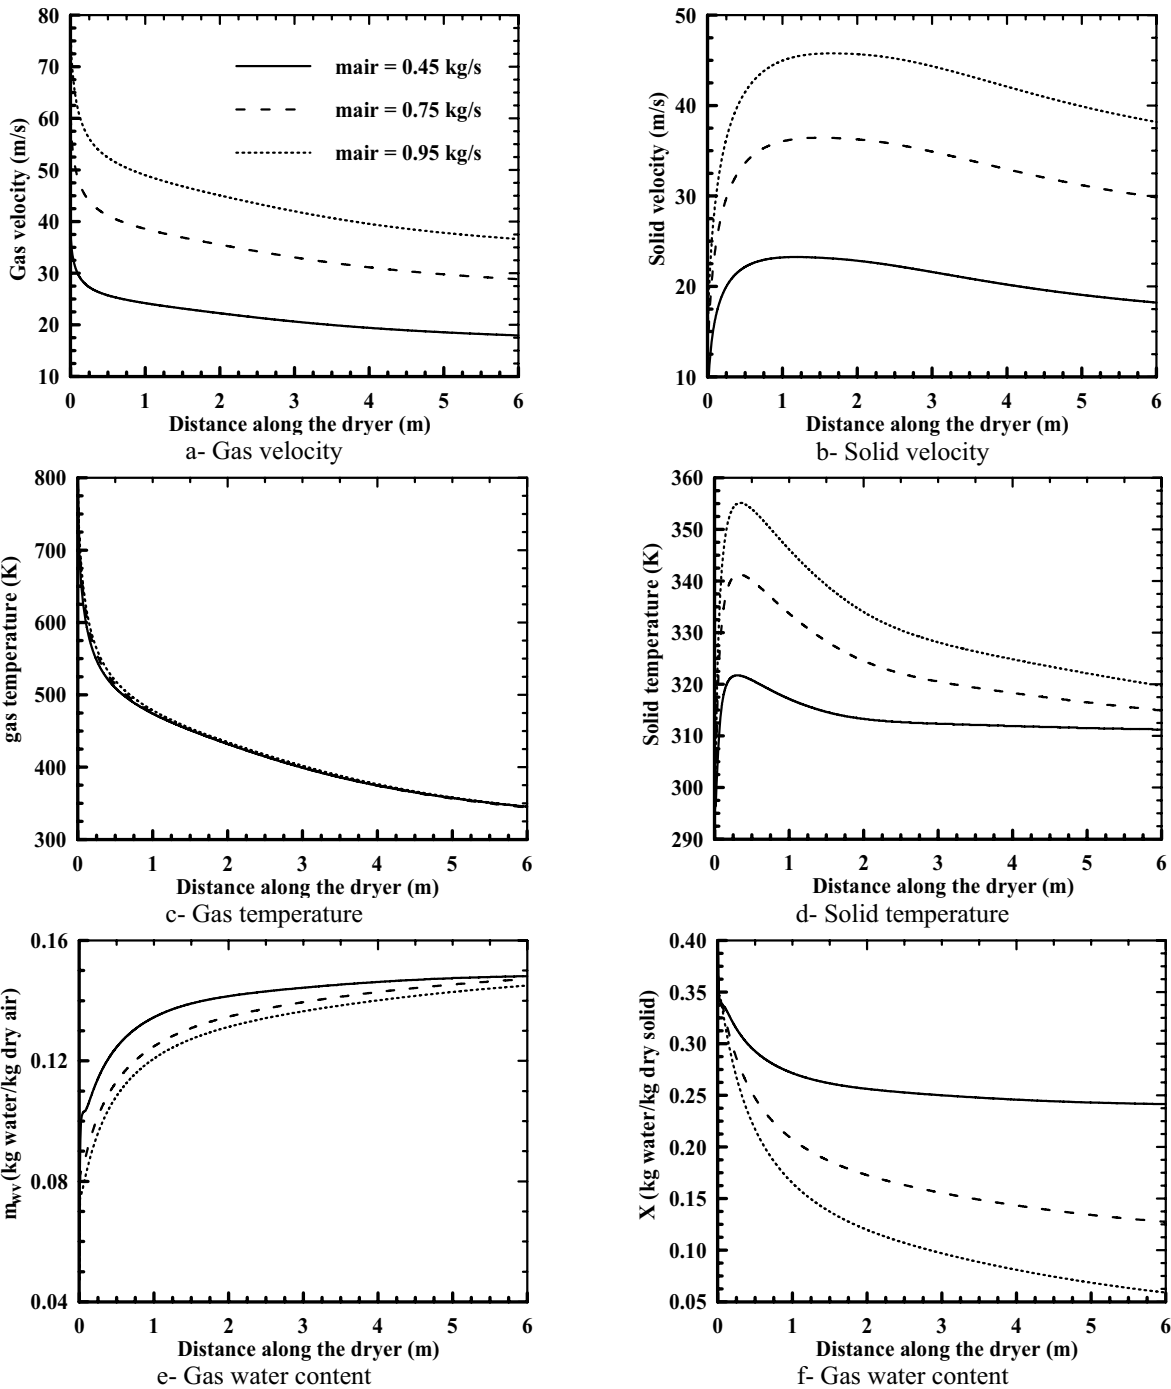 80
70
60
50
40
30
20
10
Gas velocity (m/s)
mair = 0.45 kg/s
mair = 0.75 kg/s
mair = 0.95 kg/s
0 1 2 3 4 5 6
Distance along the dryer (m)
a- Gas velocity
50
40
30
20
10
Solid velocity (m/s)
0 1 2 3 4 5 6
Distance along the dryer (m)
b- Solid velocity
800
700
600
500
400
300
gas temperature (K)
0 1 2 3 4 5 6
Distance along the dryer (m)
c- Gas temperature
360
350
340
330
320
310
300
290
Solid temperature (K)
0 1 2 3 4 5 6
Distance along the dryer (m)
d- Solid temperature
0.16
0.12
0.08
0.04
m_wv (kg water/kg dry air)
0 1 2 3 4 5 6
Distance along the dryer (m)
e- Gas water content
0.40
0.35
0.30
0.25
0.20
0.15
0.10
0.05
X (kg water/kg dry solid)
0 1 2 3 4 5 6
Distance along the dryer (m)
f- Gas water content